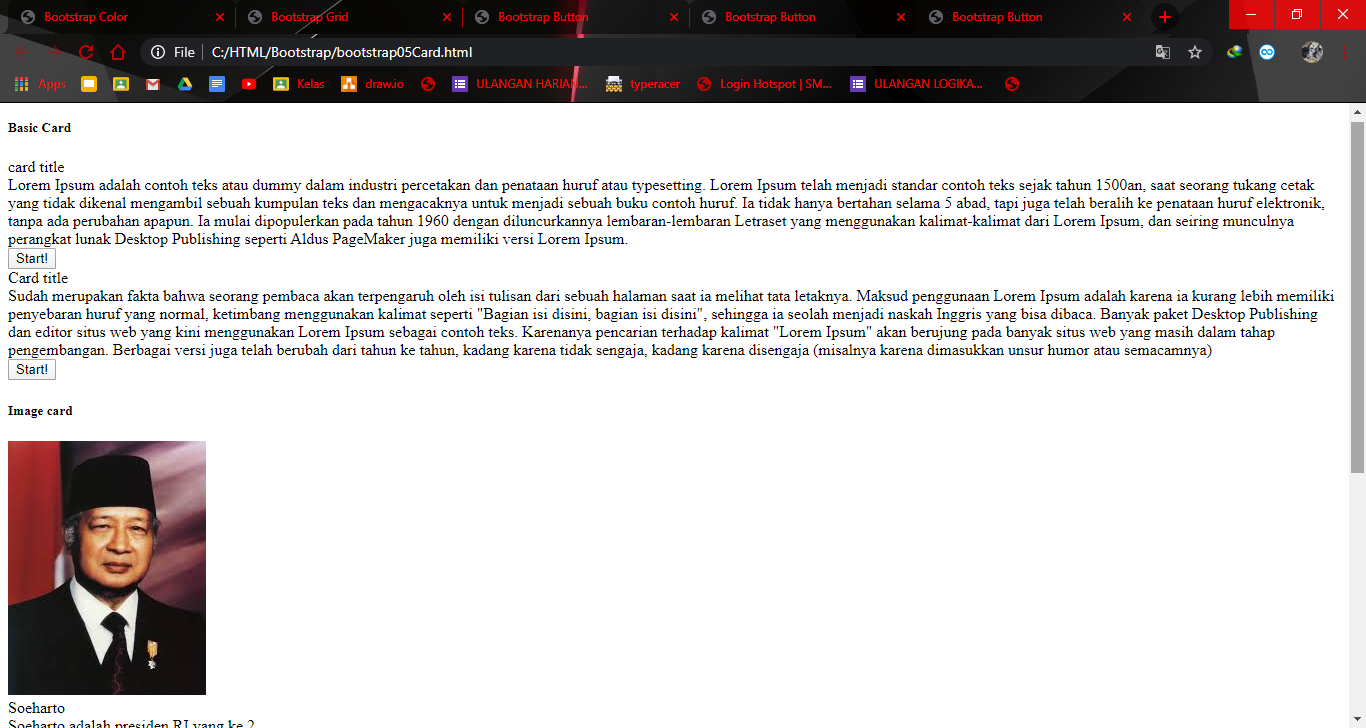 Bootstrap Color
Bootstrap Grid
Bootstrap Button
Bootstrap Button
Bootstrap Button
File
C:/HTML/Bootstrap/bootstrap05Card.html
Apps
Kelas
draw.io
ULANGAN HARIAN...
typeracer
Login Hotspot | SM...
ULANGAN LOGIKA...
Basic Card
card title
Lorem Ipsum adalah contoh teks atau dummy dalam industri percetakan dan penataan huruf atau typesetting. Lorem Ipsum telah menjadi standar contoh teks sejak tahun 1500an, saat seorang tukang cetak
yang tidak dikenal mengambil sebuah kumpulan teks dan mengacaknya untuk menjadi sebuah buku contoh huruf. Ia tidak hanya bertahan selama 5 abad, tapi juga telah beralih ke penataan huruf elektronik,
tanpa ada perubahan apapun. Ia mulai dipopulerkan pada tahun 1960 dengan diluncurkannya lembaran-lembaran Letraset yang menggunakan kalimat-kalimat dari Lorem Ipsum, dan seiring munculnya
perangkat lunak Desktop Publishing seperti Aldus PageMaker juga memiliki versi Lorem Ipsum.
Start!
Card title
Sudah merupakan fakta bahwa seorang pembaca akan terpengaruh oleh isi tulisan dari sebuah halaman saat ia melihat tata letaknya. Maksud penggunaan Lorem Ipsum adalah karena ia kurang lebih memiliki
penyebaran huruf yang normal, ketimbang menggunakan kalimat seperti "Bagian isi disini, bagian isi disini", sehingga ia seolah menjadi naskah Inggris yang bisa dibaca. Banyak paket Desktop Publishing
dan editor situs web yang kini menggunakan Lorem Ipsum sebagai contoh teks. Karenanya pencarian terhadap kalimat "Lorem Ipsum" akan berujung pada banyak situs web yang masih dalam tahap
pengembangan. Berbagai versi juga telah berubah dari tahun ke tahun, kadang karena tidak sengaja, kadang karena disengaja (misalnya karena dimasukkan unsur humor atau semacamnya)
Start!
Image card
Soeharto
Soeharto adalah presiden RI yang ke 2